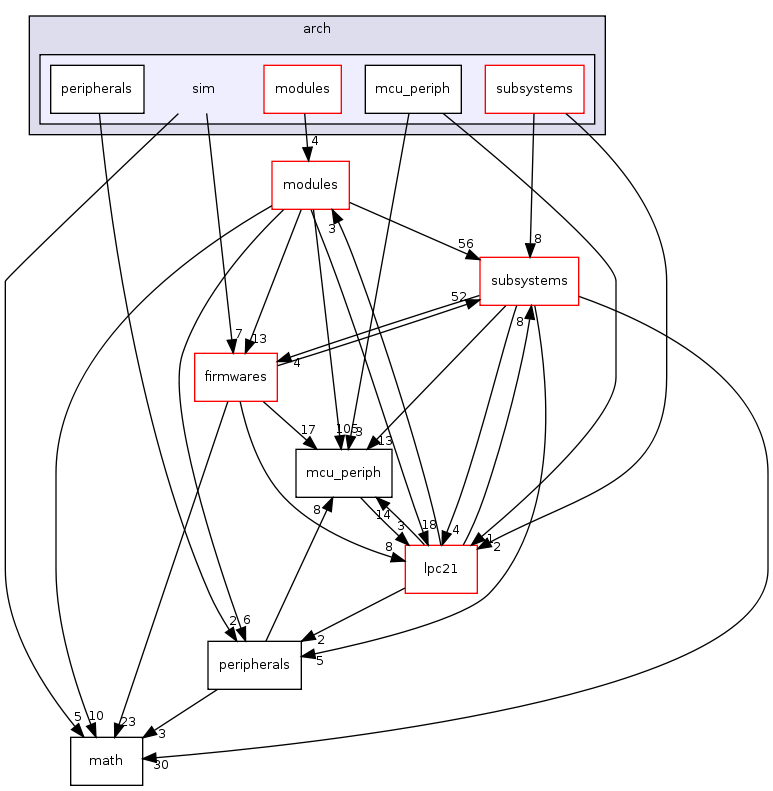 arch
peripherals
sim
modules
mcu_periph
subsystems
4
modules
3
56
8
subsystems
52
8
7
13
4
firmwares
17
105
3
13
mcu_periph
8
14
3
18
4
1
2
8
lpc21
2
6
2
5
peripherals
5
10
23
3
30
math